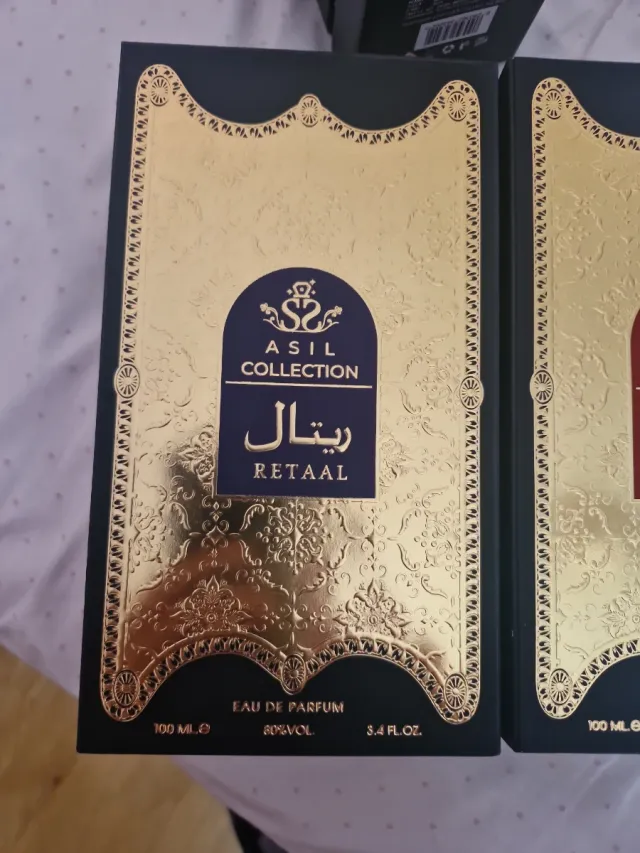 ASIL
COLLECTION
ريتال
RETAAL
EAU DE PARFUM
100 ML.℮ 80%VOL. 3.4 FL.OZ.
100 ML.℮